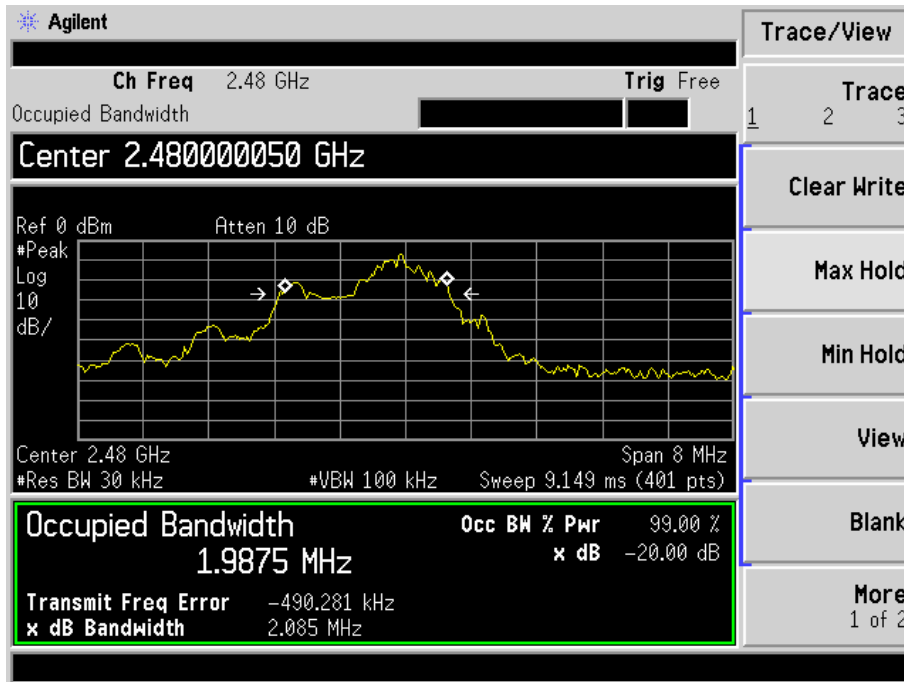 Agilent
Trace/View
Ch Freq 2.48 GHz Trig Free
Occupied Bandwidth
Trace
1 2 3
Center 2.480000050 GHz
Clear Write
Ref 0 dBm Atten 10 dB
#Peak
Log
10
dB/
Max Hold
Min Hold
View
Center 2.48 GHz Span 8 MHz
#Res BW 30 kHz #VBW 100 kHz Sweep 9.149 ms (401 pts)
Occupied Bandwidth
1.9875 MHz
Occ BW % Pwr 99.00 %
x dB -20.00 dB
Blank
Transmit Freq Error -490.281 kHz
x dB Bandwidth 2.085 MHz
More
1 of 2